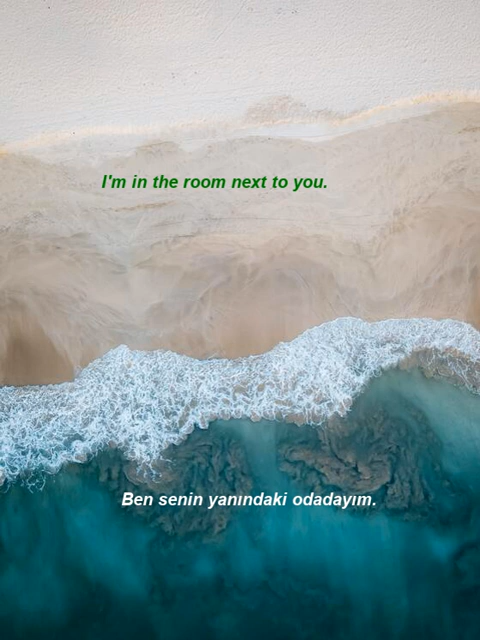 I'm in the room next to you.
Ben senin yanındaki odadayım.